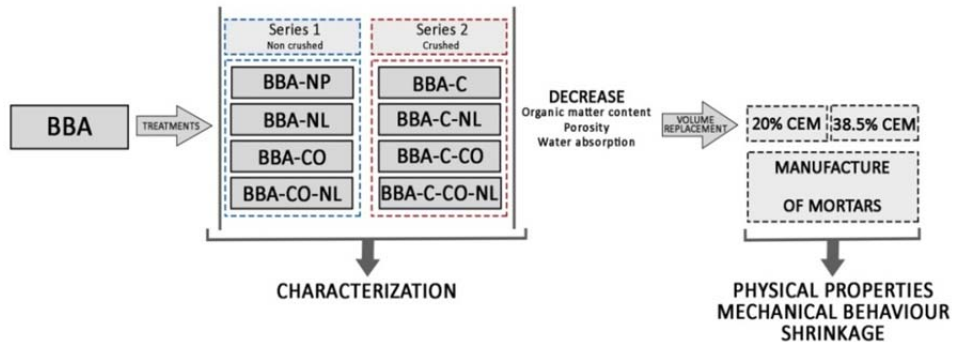 BBA
TREATMENTS
Series 1
Non crushed
BBA-NP
BBA-NL
BBA-CO
BBA-CO-NL
Series 2
Crushed
BBA-C
BBA-C-NL
BBA-C-CO
BBA-C-CO-NL
CHARACTERIZATION
DECREASE
Organic matter content
Porosity
Water absorption
VOLUME
REPLACEMENT
20% CEM
38.5% CEM
MANUFACTURE
OF MORTARS
PHYSICAL PROPERTIES
MECHANICAL BEHAVIOUR
SHRINKAGE